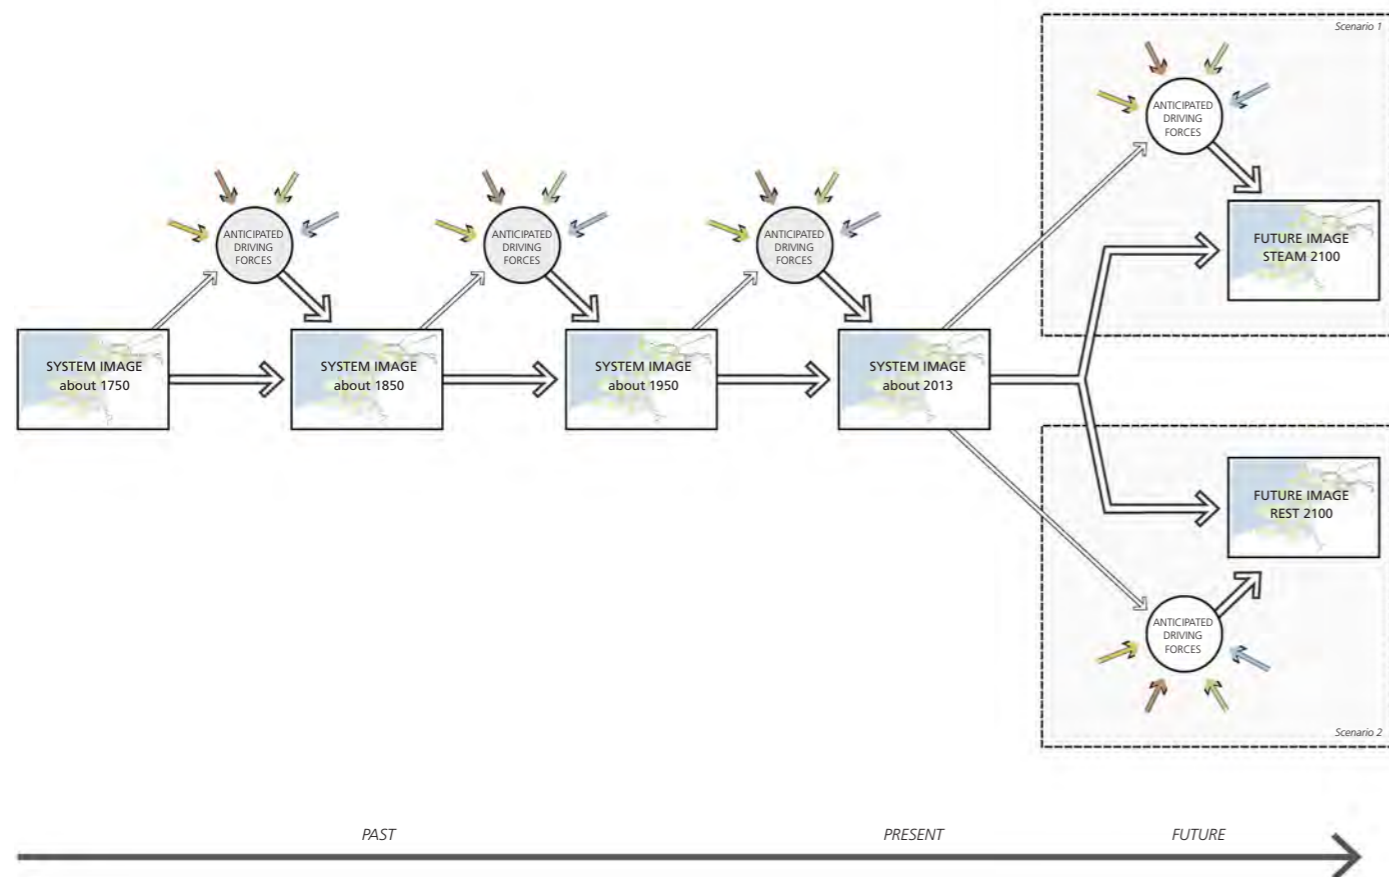 Scenario 1
ANTICIPATED
DRIVING
FORCES
FUTURE IMAGE
STEAM 2100
ANTICIPATED
DRIVING
FORCES
ANTICIPATED
DRIVING
FORCES
ANTICIPATED
DRIVING
FORCES
SYSTEM IMAGE
about 1750
SYSTEM IMAGE
about 1850
SYSTEM IMAGE
about 1950
SYSTEM IMAGE
about 2013
FUTURE IMAGE
REST 2100
ANTICIPATED
DRIVING
FORCES
Scenario 2
PAST
PRESENT
FUTURE